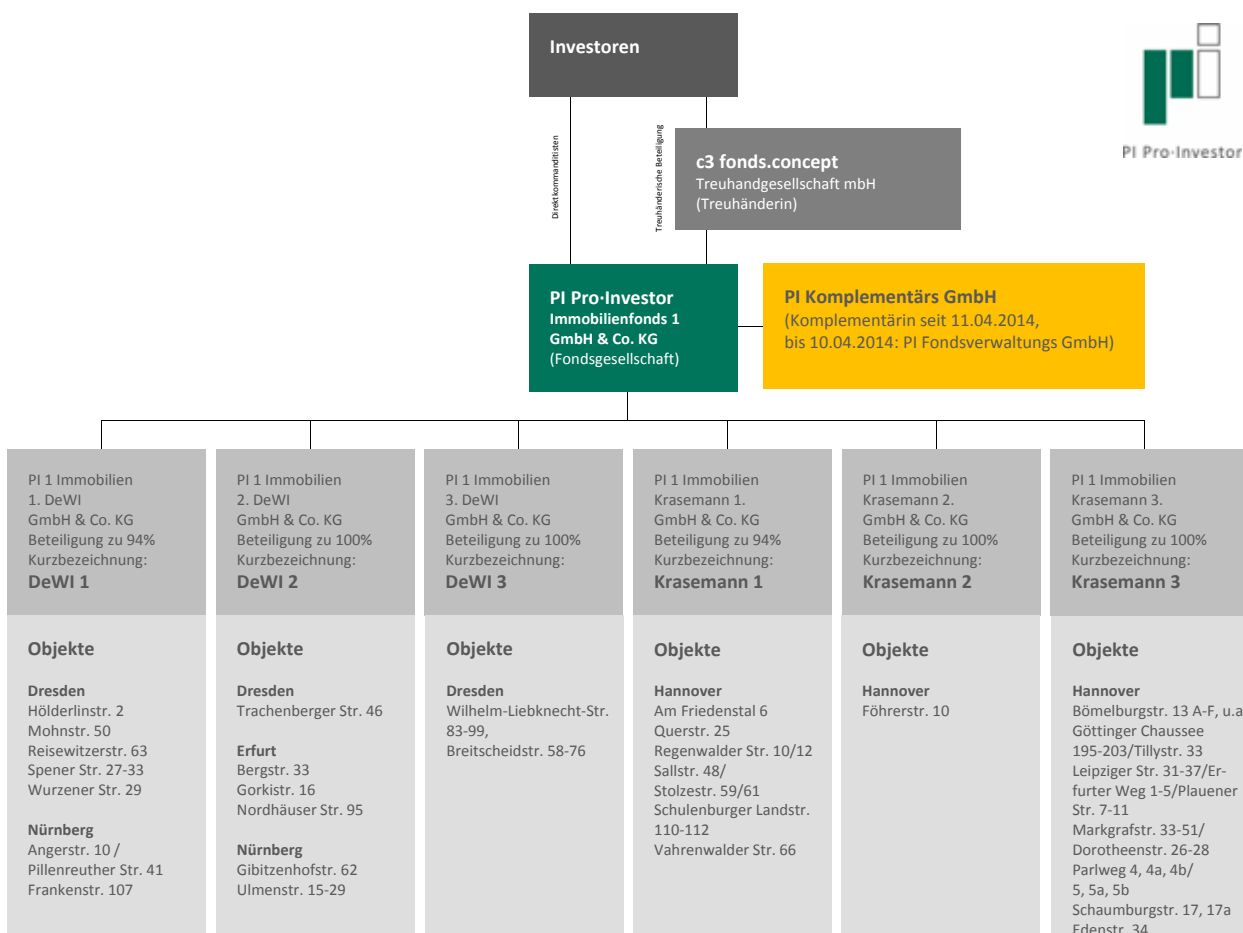 Investoren
PI Pro·Investor
Direktkommanditisten
Treuhänderische Beteiligung
c3 fonds.concept
Treuhandgesellschaft mbH
(Treuhänderin)
PI Pro·Investor
Immobilienfonds 1
GmbH & Co. KG
(Fondsgesellschaft)
PI Komplementärs GmbH
(Komplementärin seit 11.04.2014,
bis 10.04.2014: PI Fondsverwaltungs GmbH)
PI 1 Immobilien
1. DeWI
GmbH & Co. KG
Beteiligung zu 94%
Kurzbezeichnung:
DeWI 1
PI 1 Immobilien
2. DeWI
GmbH & Co. KG
Beteiligung zu 100%
Kurzbezeichnung:
DeWI 2
PI 1 Immobilien
3. DeWI
GmbH & Co. KG
Beteiligung zu 100%
Kurzbezeichnung:
DeWI 3
PI 1 Immobilien
Krasemann 1.
GmbH & Co. KG
Beteiligung zu 94%
Kurzbezeichnung:
Krasemann 1
PI 1 Immobilien
Krasemann 2.
GmbH & Co. KG
Beteiligung zu 100%
Kurzbezeichnung:
Krasemann 2
PI 1 Immobilien
Krasemann 3.
GmbH & Co. KG
Beteiligung zu 100%
Kurzbezeichnung:
Krasemann 3
Objekte
Dresden
Hölderlinstr. 2
Mohnstr. 50
Reisewitzerstr. 63
Spener Str. 27-33
Wurzener Str. 29
Nürnberg
Angerstr. 10 /
Pillenreuther Str. 41
Frankenstr. 107
Objekte
Dresden
Trachenberger Str. 46
Erfurt
Bergstr. 33
Gorkistr. 16
Nordhäuser Str. 95
Nürnberg
Gibitzenhofstr. 62
Ulmenstr. 15-29
Objekte
Dresden
Wilhelm-Liebknecht-Str.
83-99,
Breitscheidstr. 58-76
Objekte
Hannover
Am Friedenstal 6
Querstr. 25
Regenwalder Str. 10/12
Sallstr. 48/
Stolzestr. 59/61
Schulenburger Landstr.
110-112
Vahrenwalder Str. 66
Objekte
Hannover
Föhrerstr. 10
Objekte
Hannover
Bömelburgstr. 13 A-F, u.a
Göttinger Chaussee
195-203/Tillystr. 33
Leipziger Str. 31-37/Er-
furter Weg 1-5/Plauener
Str. 7-11
Markgrafstr. 33-51/
Dorotheenstr. 26-28
Parlweg 4, 4a, 4b/
5, 5a, 5b
Schaumburgstr. 17, 17a
Edenstr. 34